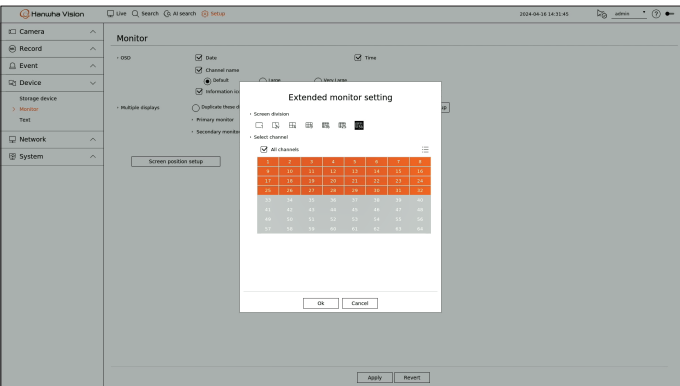 Hanwha Vision
Live Search AI search Setup 2024-04-16 14:31:45 admin
Camera
Record
Event
Device
Storage device
Monitor
Text
Network
System
Monitor
OSD Date Time
Channel name
Default Large Very Large
Information ico
Multiple displays Duplicate these d
Primary monitor
Secondary monitor
Screen position setup
Extended monitor setting
Screen division
Select channel
All channels
1 2 3 4 5 6 7 8
9 10 11 12 13 14 15 16
17 18 19 20 21 22 23 24
25 26 27 28 29 30 31 32
33 34 35 36 37 38 39 40
41 42 43 44 45 46 47 48
49 50 51 52 53 54 55 56
57 58 59 60 61 62 63 64
Ok Cancel
Apply Revert